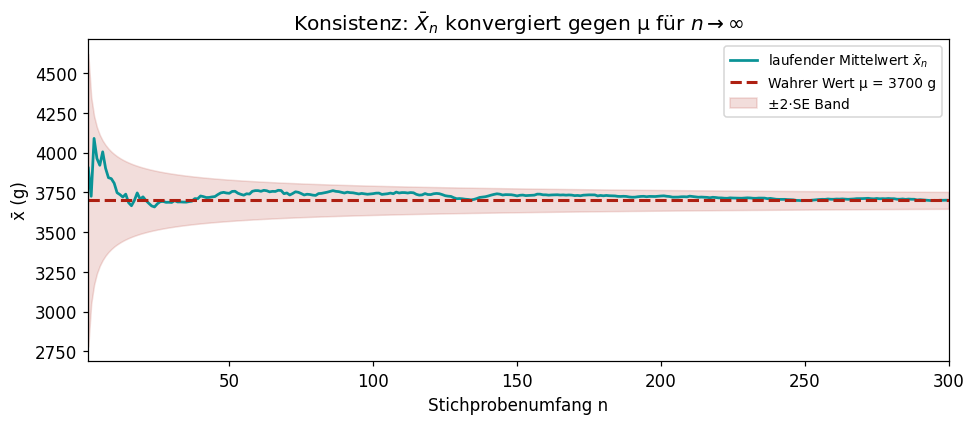 Konsistenz: X̄ₙ konvergiert gegen μ für n → ∞
laufender Mittelwert x̄ₙ
Wahrer Wert μ = 3700 g
±2·SE Band
x̄ (g)
4500
4250
4000
3750
3500
3250
3000
2750
50
100
150
200
250
300
Stichprobenumfang n